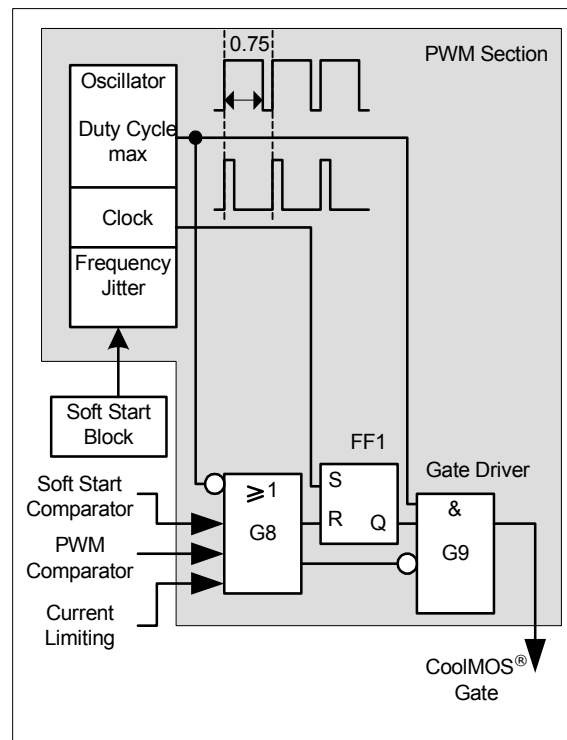 0.75
PWM Section
Oscillator
Duty Cycle
max
Clock
Frequency
Jitter
Soft Start
Block
FF1
Soft Start
Comparator
PWM
Comparator
Current
Limiting
≥1
G8
S
R
Q
Gate Driver
&
G9
CoolMOS®
Gate